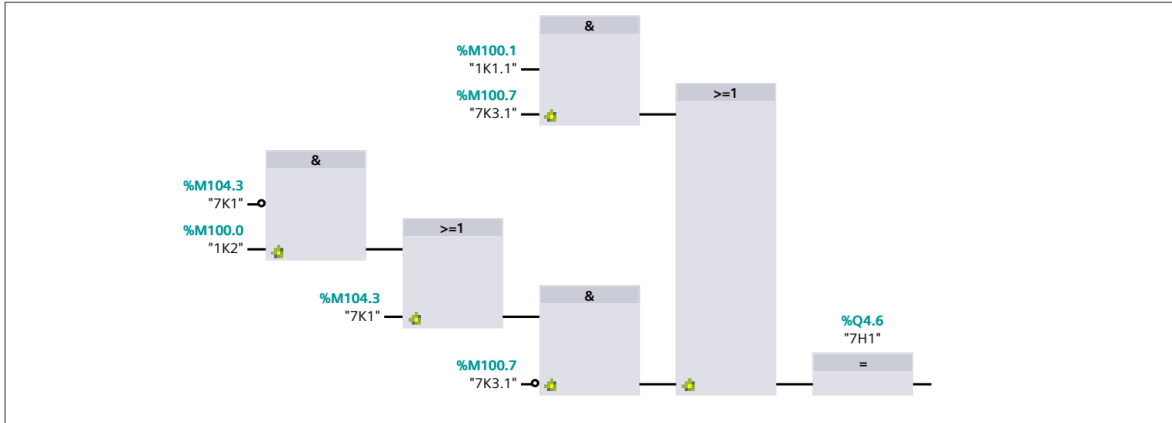 &
%M100.1
"1K1.1"
%M100.7
"7K3.1"
>=1
&
%M104.3
"7K1"
%M100.0
"1K2"
>=1
%M104.3
"7K1"
&
%M100.7
"7K3.1"
%Q4.6
"7H1"
=